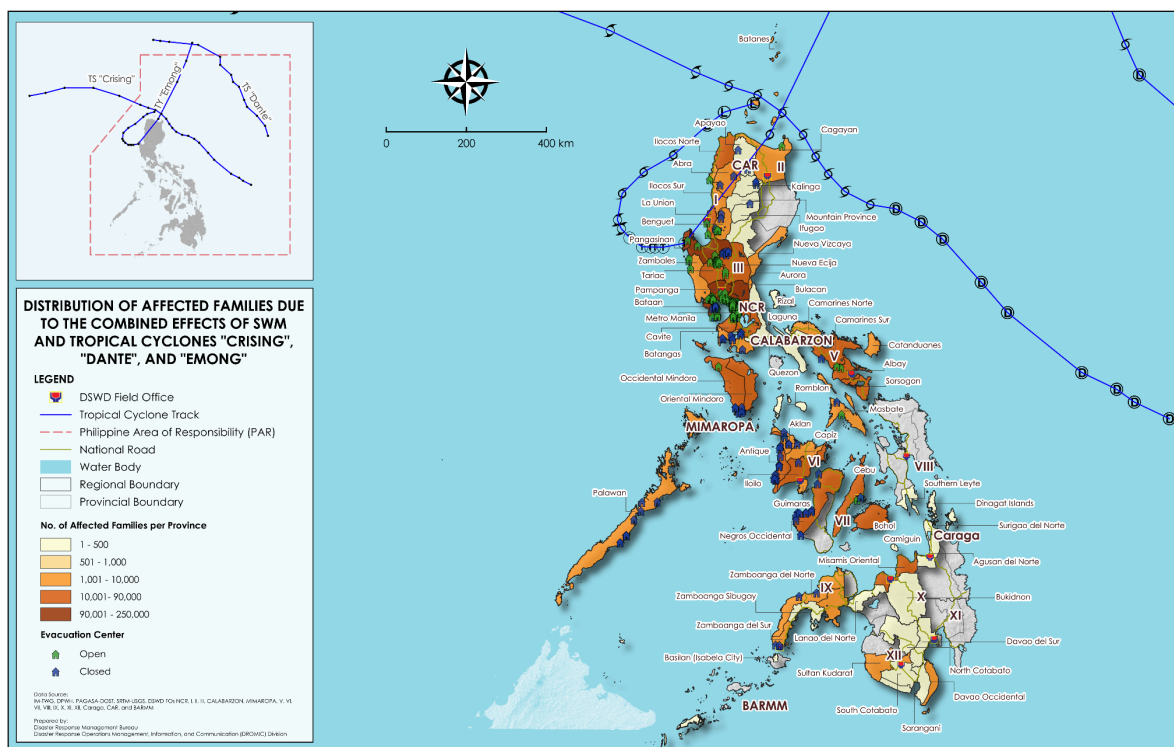 TS "Crising"
TY "Emong"
TS "Dante"
DISTRIBUTION OF AFFECTED FAMILIES DUE
TO THE COMBINED EFFECTS OF SWM
AND TROPICAL CYCLONES "CRISING",
"DANTE", AND "EMONG"
LEGEND
DSWD Field Office
Tropical Cyclone Track
Philippine Area of Responsibility (PAR)
National Road
Water Body
Regional Boundary
Provincial Boundary
No. of Affected Families per Province
1 - 500
501 - 1,000
1,001 - 10,000
10,001- 90,000
90,001 - 250,000
Evacuation Center
Open
Closed
Data Source:
Prepared by:
Disaster Response Management Bureau
Disaster Response Operations Management, Information, and Communication (DROMIC) Division
0 200 400 km
Batanes
Apayao
Cagayan
Ilocos Norte
CAR
II
Abra
Kalinga
Ilocos Sur
I
La Union
Mountain Province
Benguet
Ifugao
Pangasinan
Nueva Vizcaya
Zambales
III
Nueva Ecija
Tarlac
Aurora
Pampanga
Bulacan
Bataan
NCR
Rizal
Camarines Norte
Metro Manila
Laguna
Camarines Sur
Cavite
CALABARZON
Catanduanes
Batangas
V
Albay
Quezon
Occidental Mindoro
Romblon
Sorsogon
Oriental Mindoro
Masbate
MIMAROPA
Aklan
Capiz
Antique
VI
Cebu
VIII
Iloilo
Southern Leyte
Palawan
Guimaras
Dinagat Islands
VII
Bohol
Surigao del Norte
Negros Occidental
Camiguin
Caraga
Misamis Oriental
Agusan del Norte
Zamboanga del Norte
IX
X
Bukidnon
Zamboanga Sibugay
XI
Zamboanga del Sur
Lanao del Norte
Davao del Sur
Basilan (Isabela City)
XII
North Cotabato
Sultan Kudarat
Davao Occidental
BARMM
South Cotabato
Sarangani
L
D
D
D
D
D
D
D
D
D
D